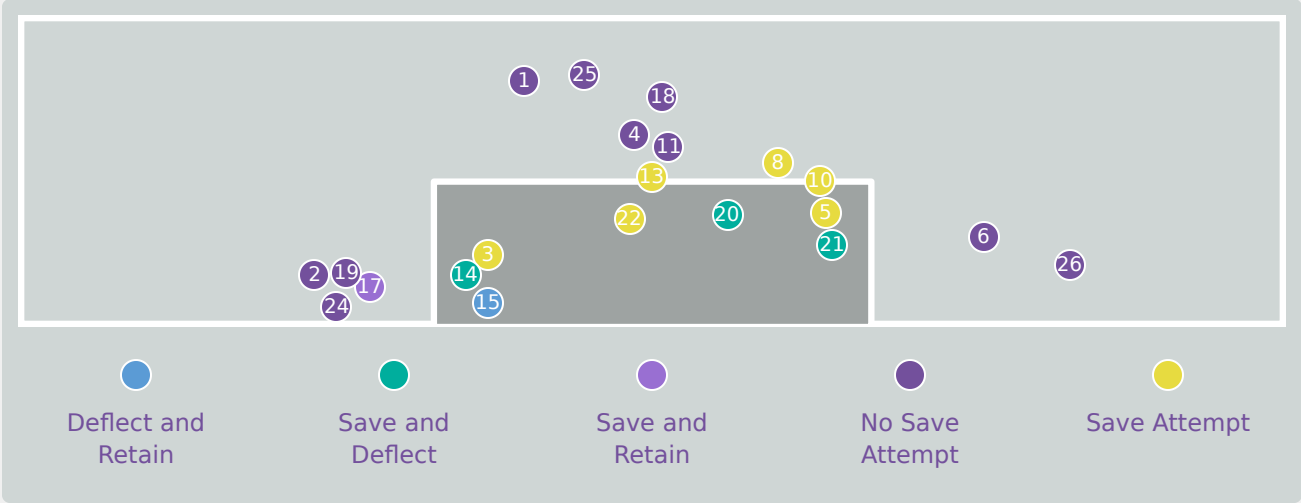 25
1
18
4
11
8
13
10
5
20
22
6
21
3
26
19
2
14
17
15
24
Deflect and
Retain
Save and
Deflect
Save and
Retain
No Save
Attempt
Save Attempt